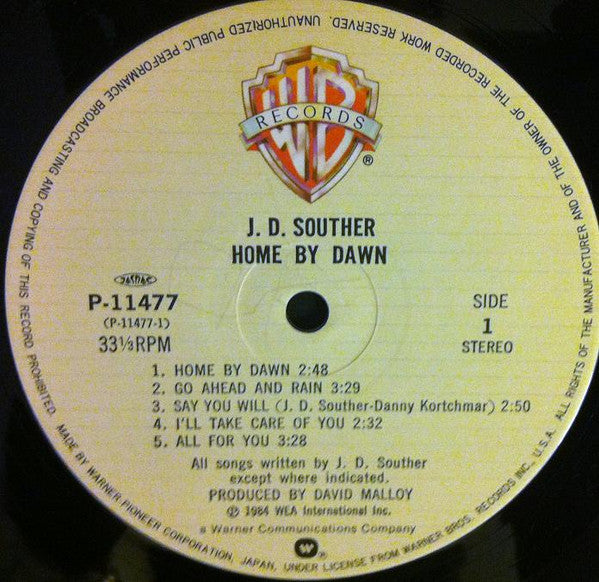 WB
RECORDS
®
J. D. SOUTHER
HOME BY DAWN
JASRAC
P-11477
(P-11477-1)
33⅓RPM
SIDE
1
STEREO
1. HOME BY DAWN 2:48
2. GO AHEAD AND RAIN 3:29
3. SAY YOU WILL (J. D. Souther-Danny Kortchmar) 2:50
4. I'LL TAKE CARE OF YOU 2:32
5. ALL FOR YOU 3:28
All songs written by J. D. Souther
except where indicated.
PRODUCED BY DAVID MALLOY
℗ 1984 WEA International Inc.
a Warner Communications Company
®
MADE BY WARNER-PIONEER CORPORATION, JAPAN, UNDER LICENSE FROM WARNER BROS. RECORDS INC., U.S.A. ALL RIGHTS OF THE MANUFACTURER AND OF THE OWNER OF THE RECORDED WORK RESERVED. UNAUTHORIZED PUBLIC PERFORMANCE BROADCASTING AND COPYING OF THIS RECORD PROHIBITED.